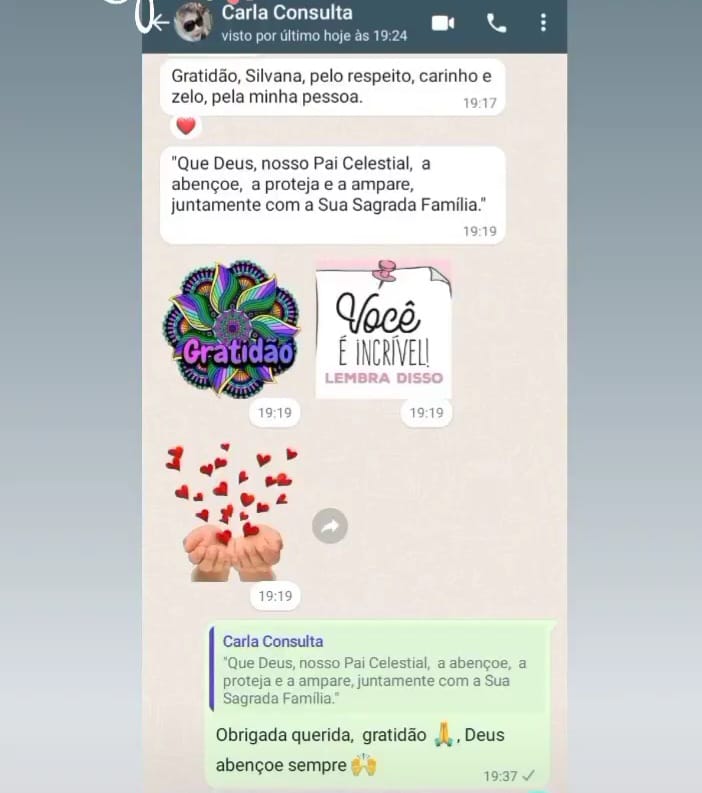 Carla Consulta
visto por último hoje às 19:24
Gratidão, Silvana, pelo respeito, carinho e
zelo, pela minha pessoa.
19:17
"Que Deus, nosso Pai Celestial, a
abençoe, a proteja e a ampare,
juntamente com a Sua Sagrada Família."
19:19
Gratidão
19:19
Você
É INCRÍVEL!
LEMBRA DISSO
19:19
19:19
Carla Consulta
"Que Deus, nosso Pai Celestial, a abençoe, a
proteja e a ampare, juntamente com a Sua
Sagrada Família."
Obrigada querida, gratidão 🙏, Deus
abençoe sempre 🙌
19:37